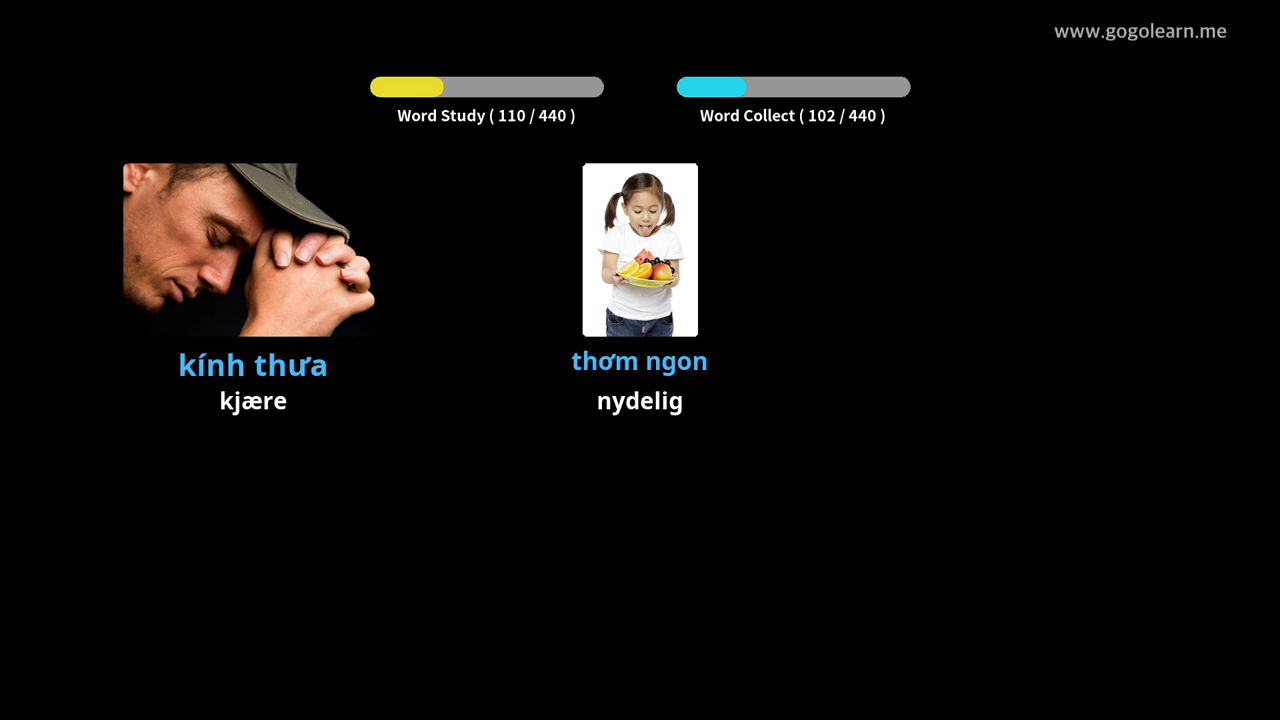 www.gogolearn.me
Word Study ( 110 / 440 )
Word Collect ( 102 / 440 )
kính thưa
kjære
thơm ngon
nydelig